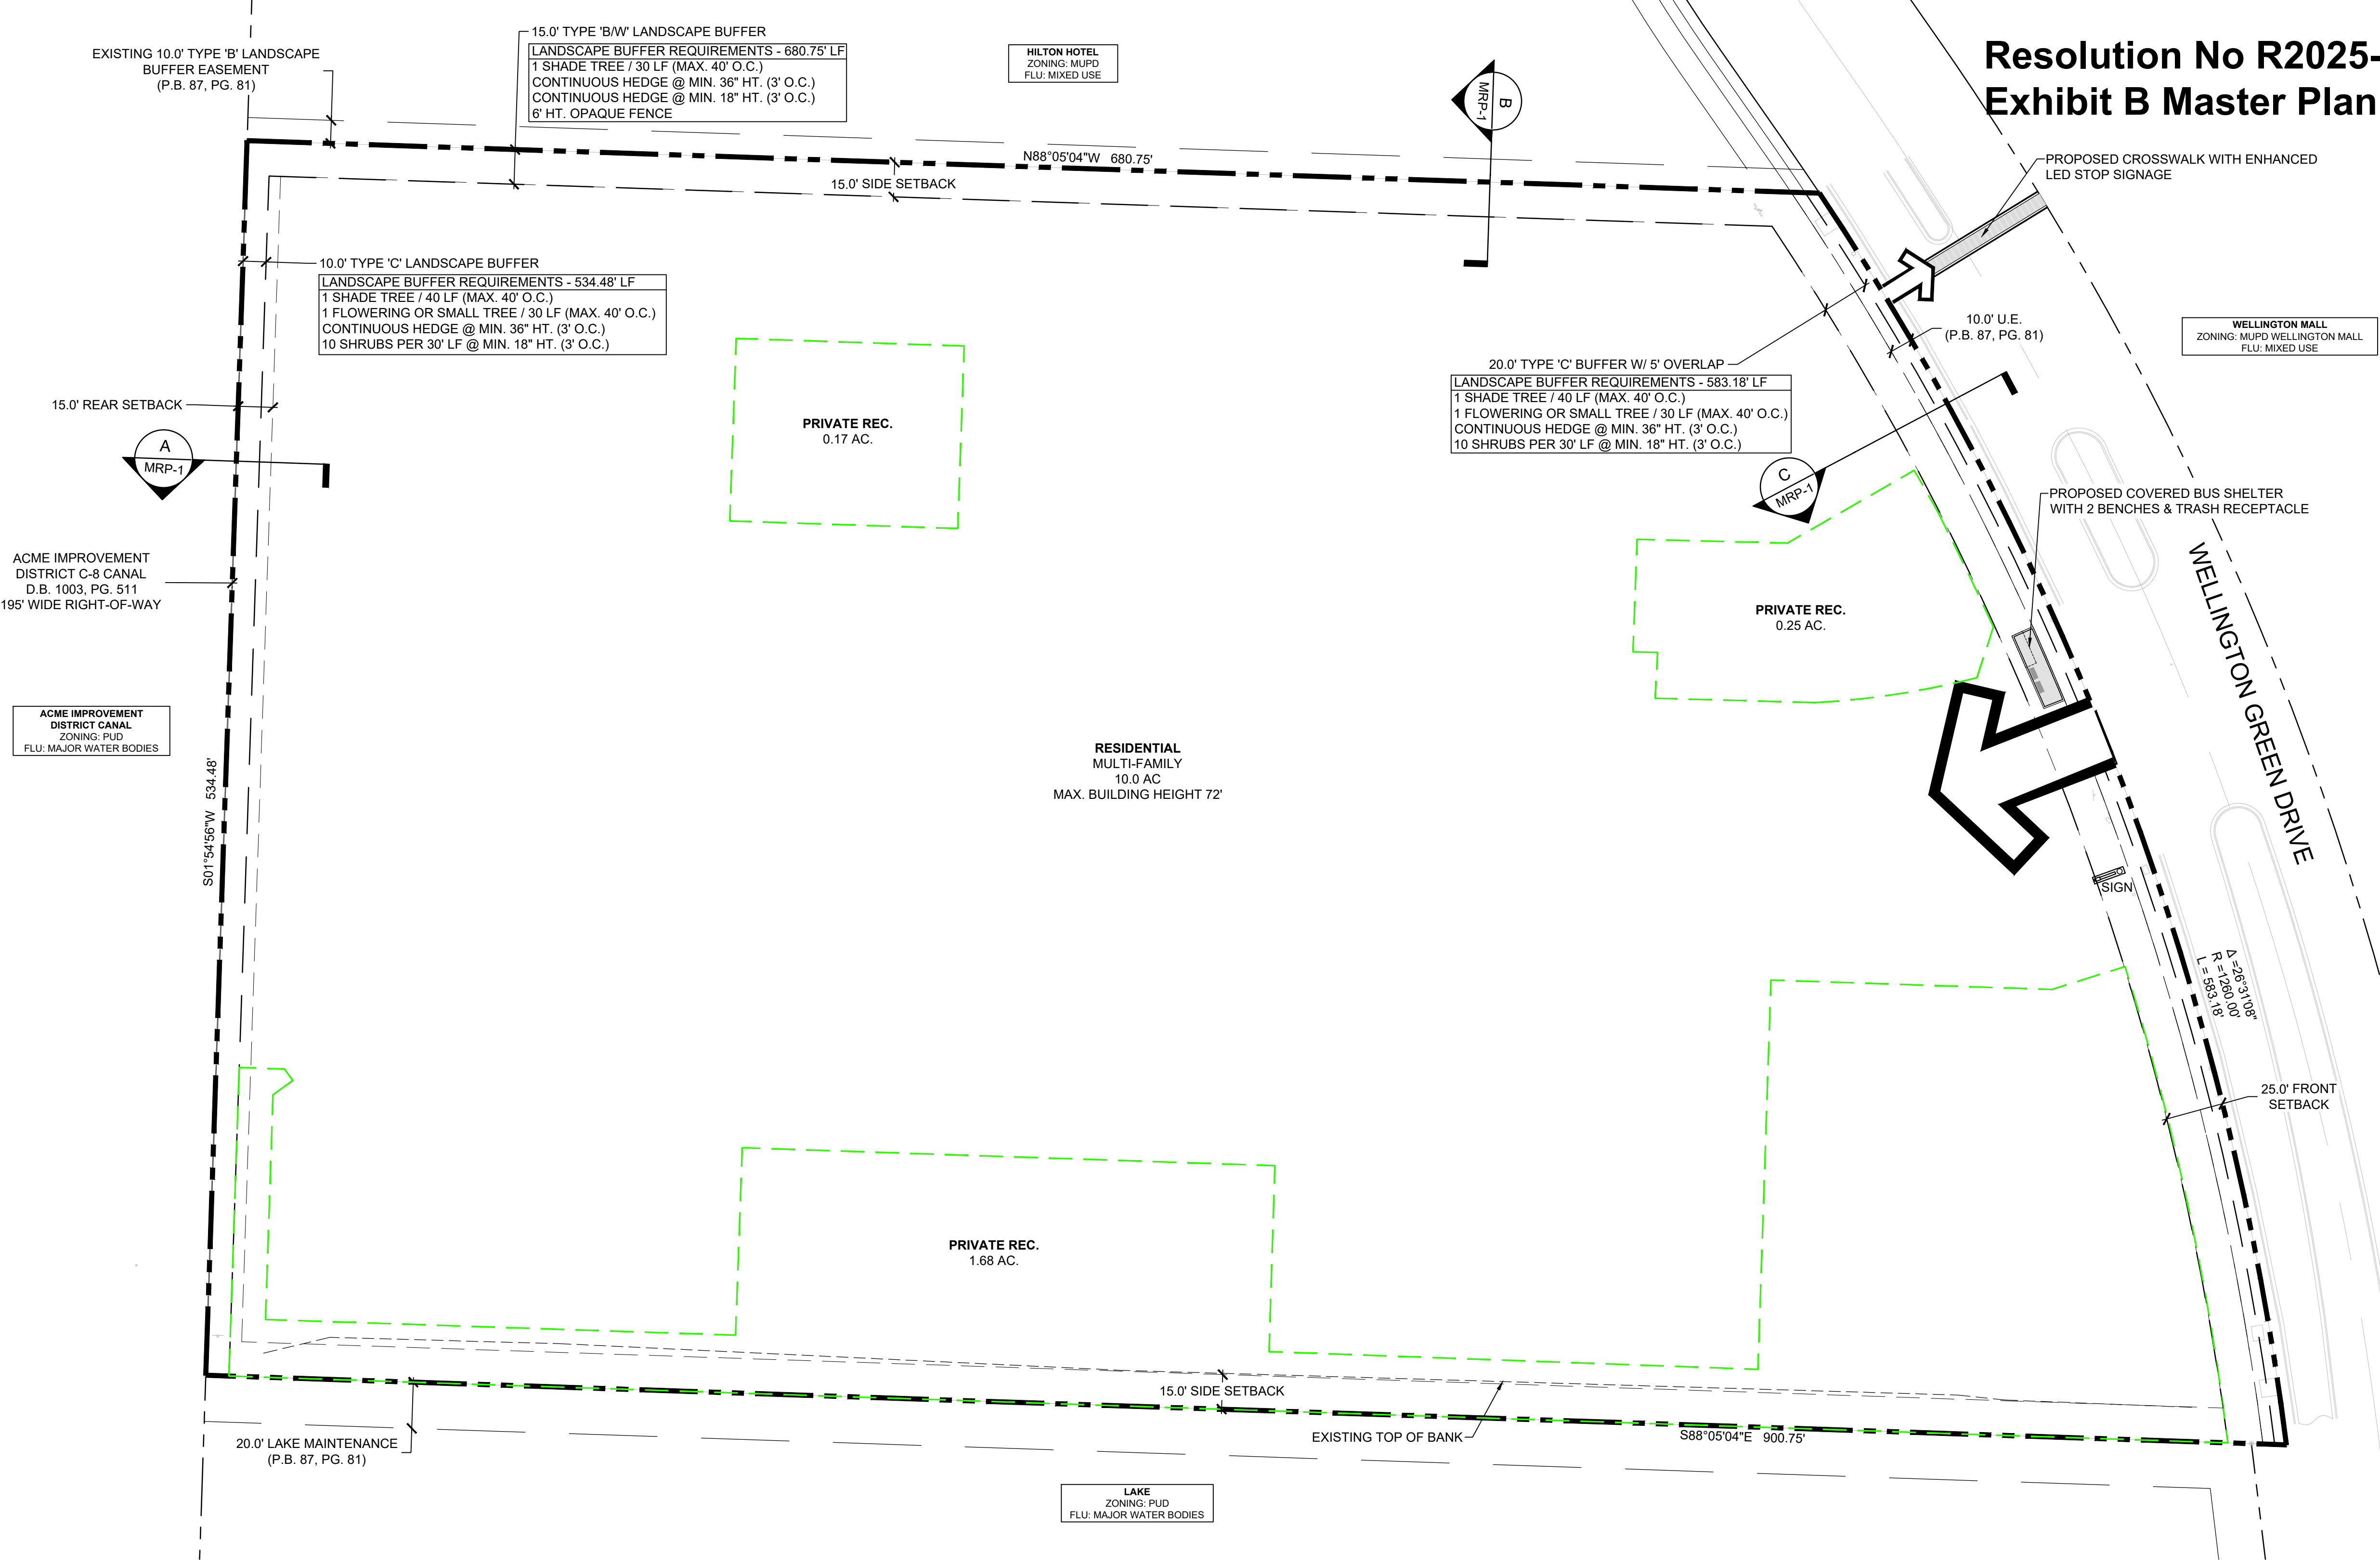 Resolution No R2025-
Exhibit B Master Plan
EXISTING 10.0' TYPE 'B' LANDSCAPE
BUFFER EASEMENT
(P.B. 87, PG. 81)
15.0' TYPE 'B/W' LANDSCAPE BUFFER
LANDSCAPE BUFFER REQUIREMENTS - 680.75' LF
1 SHADE TREE / 30 LF (MAX. 40' O.C.)
CONTINUOUS HEDGE @ MIN. 36" HT. (3' O.C.)
CONTINUOUS HEDGE @ MIN. 18" HT. (3' O.C.)
6' HT. OPAQUE FENCE
HILTON HOTEL
ZONING: MUPD
FLU: MIXED USE
B
MRP-1
PROPOSED CROSSWALK WITH ENHANCED
LED STOP SIGNAGE
N88°05'04"W 680.75'
15.0' SIDE SETBACK
10.0' TYPE 'C' LANDSCAPE BUFFER
LANDSCAPE BUFFER REQUIREMENTS - 534.48' LF
1 SHADE TREE / 40 LF (MAX. 40' O.C.)
1 FLOWERING OR SMALL TREE / 30 LF (MAX. 40' O.C.)
CONTINUOUS HEDGE @ MIN. 36" HT. (3' O.C.)
10 SHRUBS PER 30' LF @ MIN. 18" HT. (3' O.C.)
10.0' U.E.
(P.B. 87, PG. 81)
WELLINGTON MALL
ZONING: MUPD WELLINGTON MALL
FLU: MIXED USE
20.0' TYPE 'C' BUFFER W/ 5' OVERLAP
LANDSCAPE BUFFER REQUIREMENTS - 583.18' LF
1 SHADE TREE / 40 LF (MAX. 40' O.C.)
1 FLOWERING OR SMALL TREE / 30 LF (MAX. 40' O.C.)
CONTINUOUS HEDGE @ MIN. 36" HT. (3' O.C.)
10 SHRUBS PER 30' LF @ MIN. 18" HT. (3' O.C.)
15.0' REAR SETBACK
A
MRP-1
PRIVATE REC.
0.17 AC.
C
MRP-1
PROPOSED COVERED BUS SHELTER
WITH 2 BENCHES & TRASH RECEPTACLE
ACME IMPROVEMENT
DISTRICT C-8 CANAL
D.B. 1003, PG. 511
195' WIDE RIGHT-OF-WAY
PRIVATE REC.
0.25 AC.
WELLINGTON GREEN DRIVE
ACME IMPROVEMENT
DISTRICT CANAL
ZONING: PUD
FLU: MAJOR WATER BODIES
S01°54'56"W 534.48'
RESIDENTIAL
MULTI-FAMILY
10.0 AC
MAX. BUILDING HEIGHT 72'
SIGN
Δ =26°31'08"
R =1260.00'
L = 583.18'
25.0' FRONT
SETBACK
PRIVATE REC.
1.68 AC.
15.0' SIDE SETBACK
20.0' LAKE MAINTENANCE
(P.B. 87, PG. 81)
EXISTING TOP OF BANK
S88°05'04"E 900.75'
LAKE
ZONING: PUD
FLU: MAJOR WATER BODIES